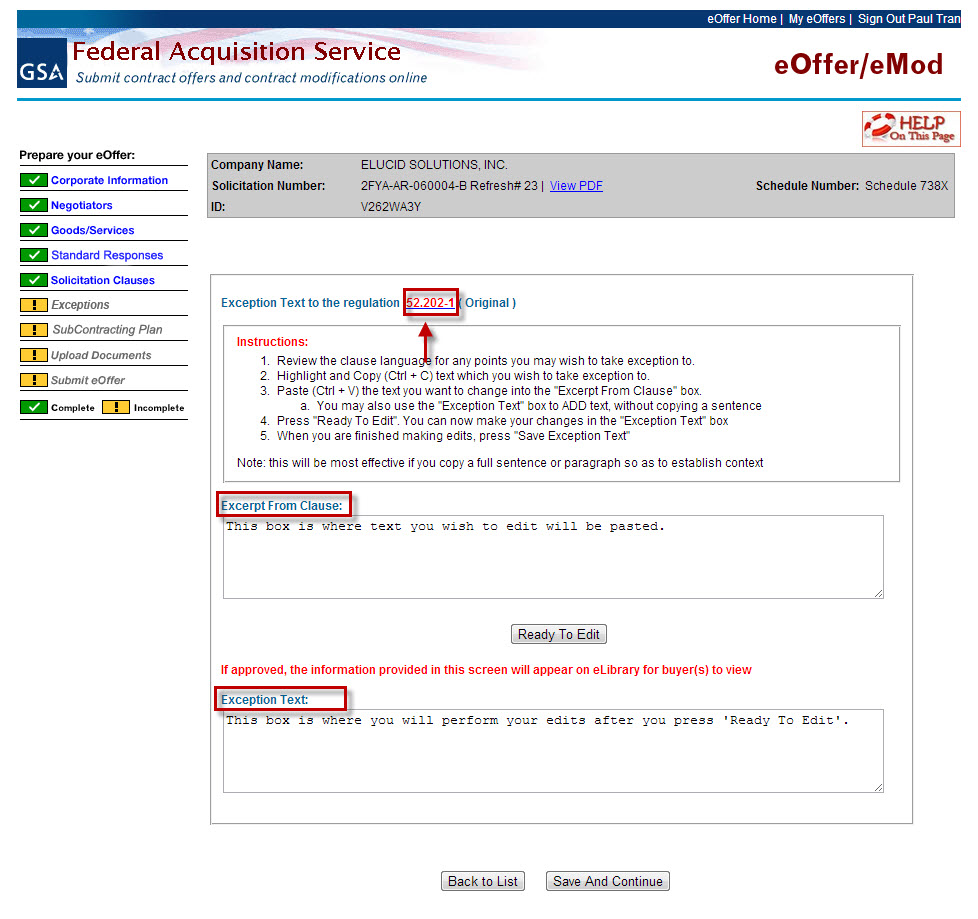 eOffer Home | My eOffers | Sign Out Paul Tran
GSA
Federal Acquisition Service
Submit contract offers and contract modifications online
eOffer/eMod
HELP
On This Page
Prepare your eOffer:
Corporate Information
Negotiators
Goods/Services
Standard Responses
Solicitation Clauses
Exceptions
SubContracting Plan
Upload Documents
Submit eOffer
Complete ! Incomplete
Company Name: ELUCID SOLUTIONS, INC.
Solicitation Number: 2FYA-AR-060004-B Refresh# 23 | View PDF Schedule Number: Schedule 738X
ID: V262WA3Y
Exception Text to the regulation 52.202-1 ( Original )
Instructions:
1. Review the clause language for any points you may wish to take exception to.
2. Highlight and Copy (Ctrl + C) text which you wish to take exception to.
3. Paste (Ctrl + V) the text you want to change into the "Excerpt From Clause" box.
a. You may also use the "Exception Text" box to ADD text, without copying a sentence
4. Press "Ready To Edit". You can now make your changes in the "Exception Text" box
5. When you are finished making edits, press "Save Exception Text"
Note: this will be most effective if you copy a full sentence or paragraph so as to establish context
Excerpt From Clause:
This box is where text you wish to edit will be pasted.
Ready To Edit
If approved, the information provided in this screen will appear on eLibrary for buyer(s) to view
Exception Text:
This box is where you will perform your edits after you press 'Ready To Edit'.
Back to List Save And Continue